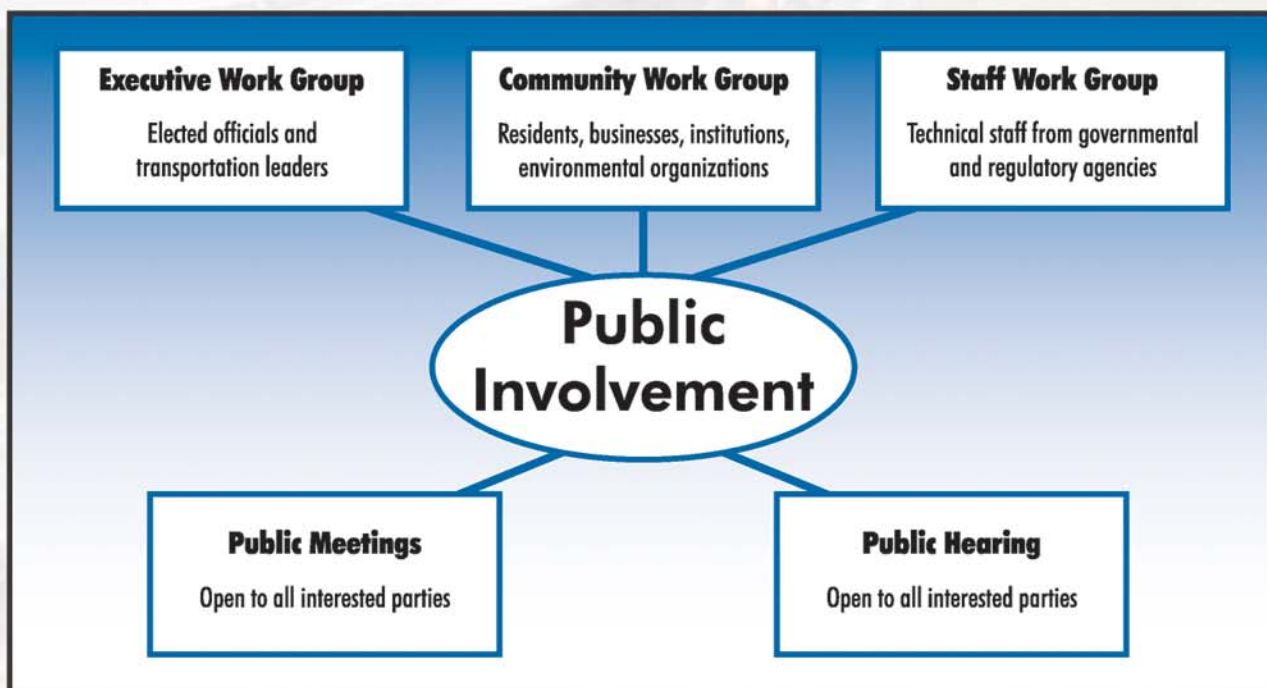 Executive Work Group
Elected officials and
transportation leaders
Community Work Group
Residents, businesses, institutions,
environmental organizations
Staff Work Group
Technical staff from governmental
and regulatory agencies
Public
Involvement
Public Meetings
Open to all interested parties
Public Hearing
Open to all interested parties